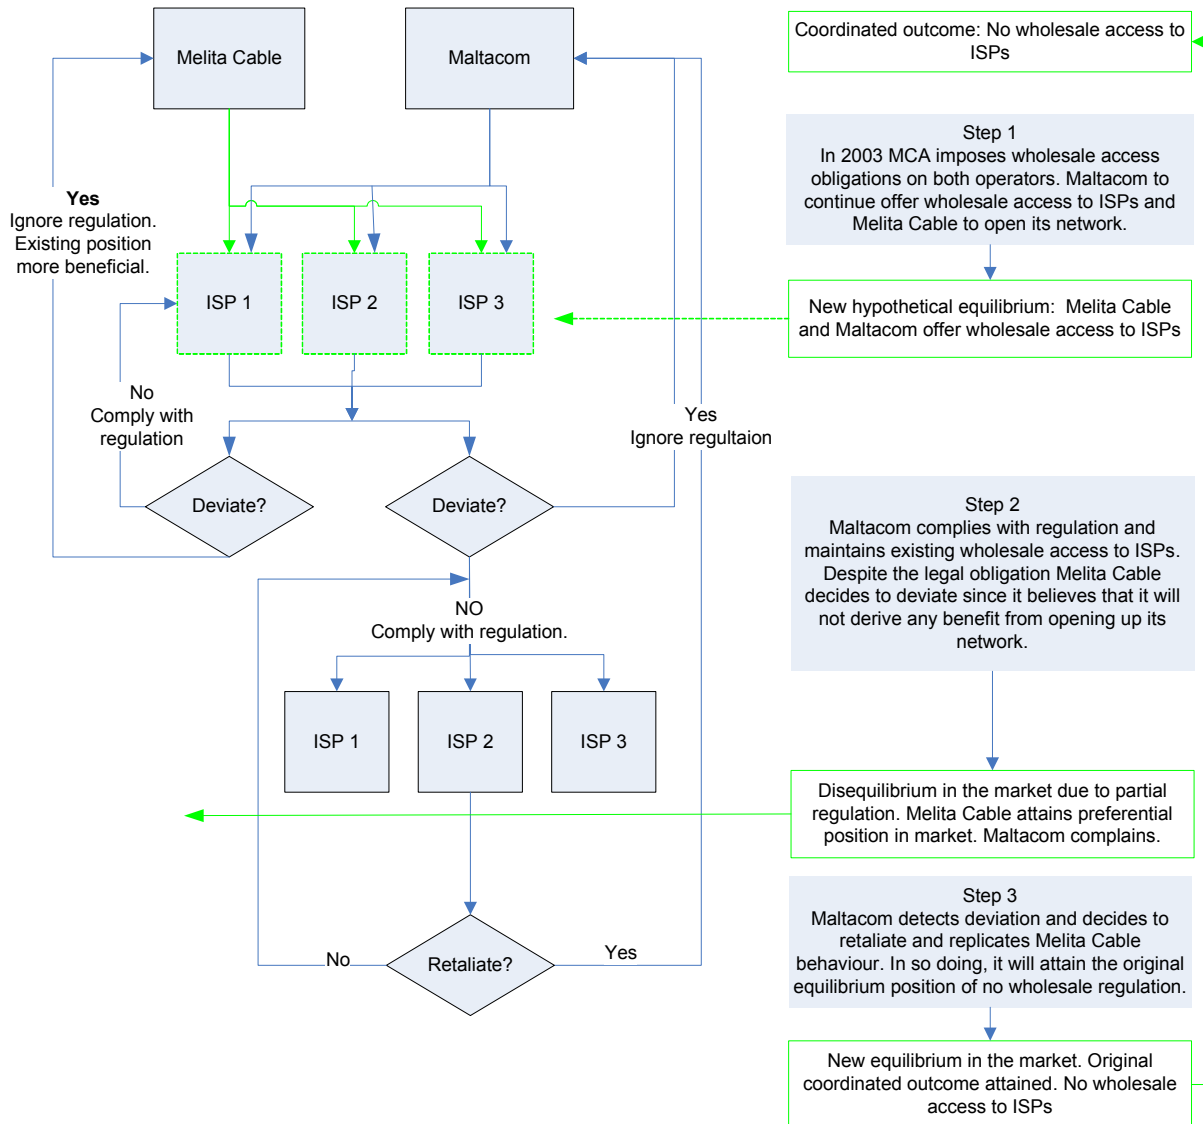 Melita Cable
Maltacom
Coordinated outcome: No wholesale access to
ISPs
Step 1
In 2003 MCA imposes wholesale access
obligations on both operators. Maltacom to
continue offer wholesale access to ISPs and
Melita Cable to open its network.
Yes
Ignore regulation.
Existing position
more beneficial.
ISP 1
ISP 2
ISP 3
New hypothetical equilibrium:  Melita Cable
and Maltacom offer wholesale access to ISPs
No
Comply with
regulation
Yes
Ignore regultaion
Deviate?
Deviate?
Step 2
Maltacom complies with regulation and
maintains existing wholesale access to ISPs.
Despite the legal obligation Melita Cable
decides to deviate since it believes that it will
not derive any benefit from opening up its
network.
NO
Comply with regulation.
ISP 1
ISP 2
ISP 3
Disequilibrium in the market due to partial
regulation. Melita Cable attains preferential
position in market. Maltacom complains.
Step 3
Maltacom detects deviation and decides to
retaliate and replicates Melita Cable
behaviour. In so doing, it will attain the original
equilibrium position of no wholesale regulation.
No
Retaliate?
Yes
New equilibrium in the market. Original
coordinated outcome attained. No wholesale
access to ISPs